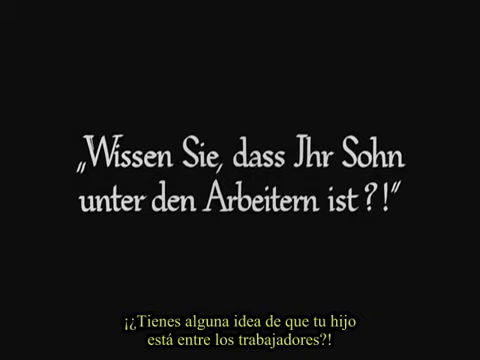 „Wissen Sie, dass Ihr Sohn
unter den Arbeitern ist?!“
¡¿Tienes alguna idea de que tu hijo
está entre los trabajadores?!